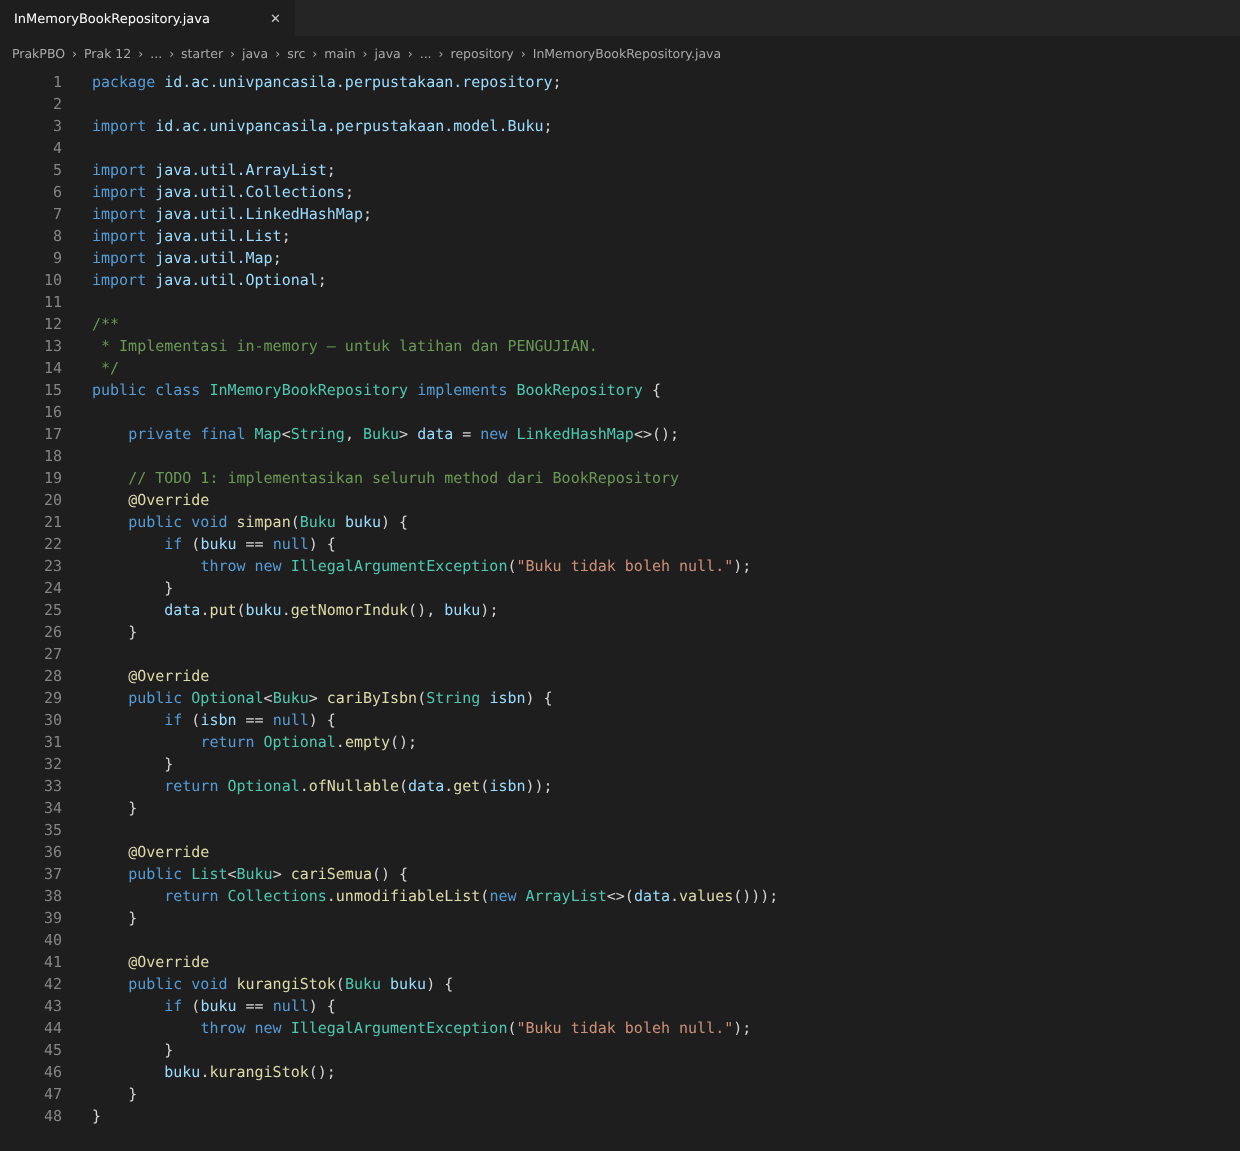 InMemoryBookRepository.java ×
PrakPBO › Prak 12 › ... › starter › java › src › main › java › ... › repository › InMemoryBookRepository.java
1 package id.ac.univpancasila.perpustakaan.repository;
2
3 import id.ac.univpancasila.perpustakaan.model.Buku;
4
5 import java.util.ArrayList;
6 import java.util.Collections;
7 import java.util.LinkedHashMap;
8 import java.util.List;
9 import java.util.Map;
10 import java.util.Optional;
11
12 /**
13  * Implementasi in-memory — untuk latihan dan PENGUJIAN.
14  */
15 public class InMemoryBookRepository implements BookRepository {
16
17     private final Map<String, Buku> data = new LinkedHashMap<>();
18
19     // TODO 1: implementasikan seluruh method dari BookRepository
20     @Override
21     public void simpan(Buku buku) {
22         if (buku == null) {
23             throw new IllegalArgumentException("Buku tidak boleh null.");
24         }
25         data.put(buku.getNomorInduk(), buku);
26     }
27
28     @Override
29     public Optional<Buku> cariByIsbn(String isbn) {
30         if (isbn == null) {
31             return Optional.empty();
32         }
33         return Optional.ofNullable(data.get(isbn));
34     }
35
36     @Override
37     public List<Buku> cariSemua() {
38         return Collections.unmodifiableList(new ArrayList<>(data.values()));
39     }
40
41     @Override
42     public void kurangiStok(Buku buku) {
43         if (buku == null) {
44             throw new IllegalArgumentException("Buku tidak boleh null.");
45         }
46         buku.kurangiStok();
47     }
48 }